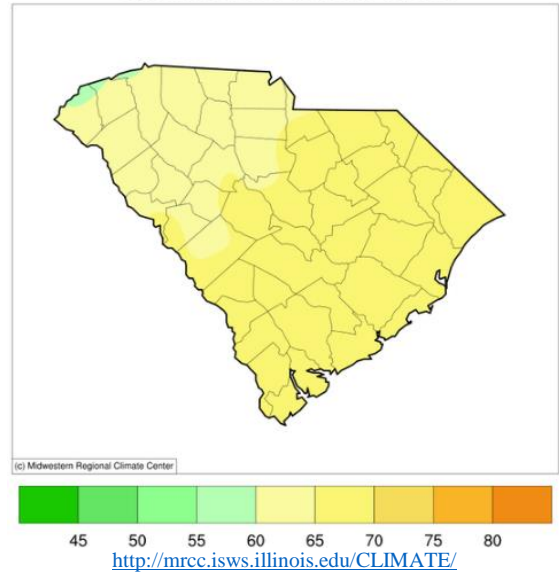 (c) Midwestern Regional Climate Center
45 50 55 60 65 70 75 80
http://mrcc.isws.illinois.edu/CLIMATE/